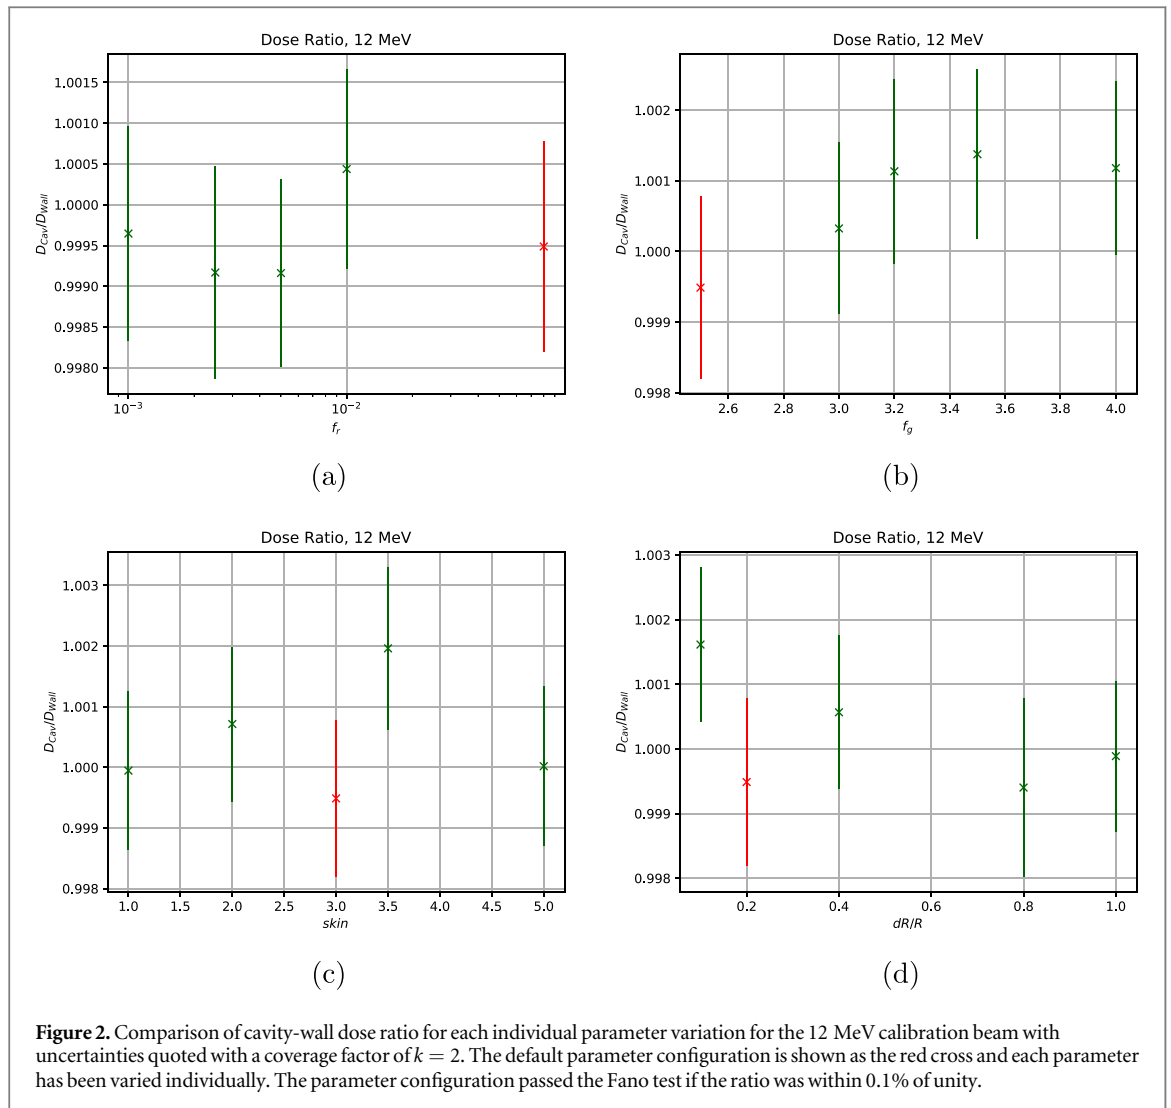 Dose Ratio, 12 MeV
1.0015
1.0010
1.0005
1.0000
0.9995
0.9990
0.9985
0.9980
D_Cav/D_Wall
10⁻³ 10⁻²
f_r
(a)
Dose Ratio, 12 MeV
1.002
1.001
1.000
0.999
0.998
D_Cav/D_Wall
2.6 2.8 3.0 3.2 3.4 3.6 3.8 4.0
f_g
(b)
Dose Ratio, 12 MeV
1.003
1.002
1.001
1.000
0.999
0.998
D_Cav/D_Wall
1.0 1.5 2.0 2.5 3.0 3.5 4.0 4.5 5.0
skin
(c)
Dose Ratio, 12 MeV
1.003
1.002
1.001
1.000
0.999
0.998
D_Cav/D_Wall
0.2 0.4 0.6 0.8 1.0
dR/R
(d)
Figure 2. Comparison of cavity-wall dose ratio for each individual parameter variation for the 12 MeV calibration beam with
uncertainties quoted with a coverage factor of k = 2. The default parameter configuration is shown as the red cross and each parameter
has been varied individually. The parameter configuration passed the Fano test if the ratio was within 0.1% of unity.